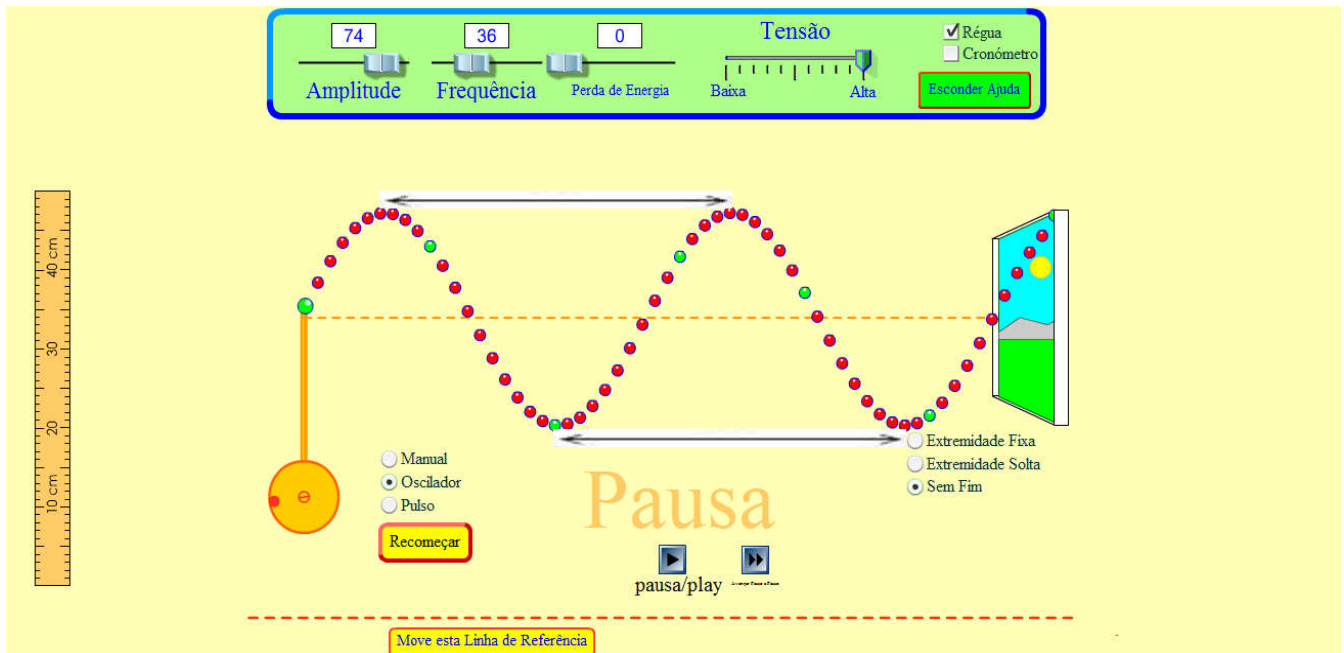 74
36
0
Tensão
Régua
Cronómetro
Amplitude
Frequência
Perda de Energia
Baixa
Alta
Esconder Ajuda
40 cm
30
20
10 cm
Manual
Oscilador
Pulso
Recomeçar
Extremidade Fixa
Extremidade Solta
Sem Fim
Pausa
pausa/play
Move esta Linha de Referência